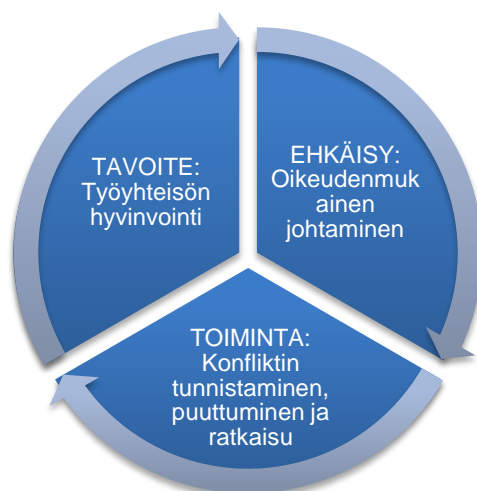 TAVOITE:
Työyhteisön
hyvinvointi
EHKÄISY:
Oikeudenmuk
ainen
johtaminen
TOIMINTA:
Konfliktin
tunnistaminen,
puuttuminen ja
ratkaisu